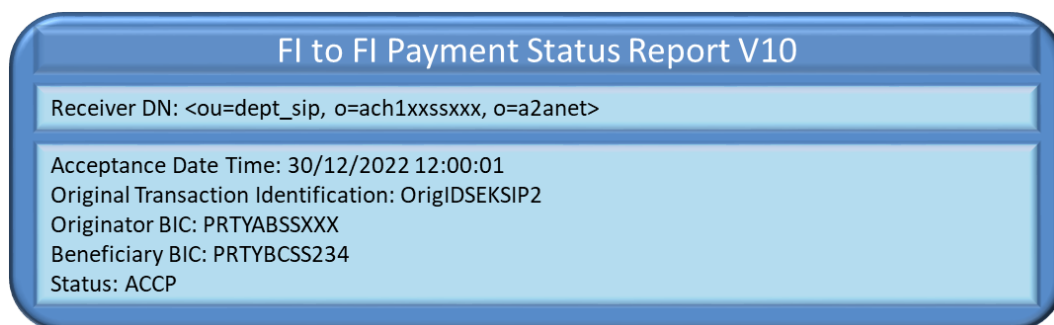 FI to FI Payment Status Report V10
Receiver DN: <ou=dept_sip, o=ach1xxssxxx, o=a2anet>
Acceptance Date Time: 30/12/2022 12:00:01
Original Transaction Identification: OrigIDSEKSIP2
Originator BIC: PRTYABSSXXX
Beneficiary BIC: PRTYBCSS234
Status: ACCP